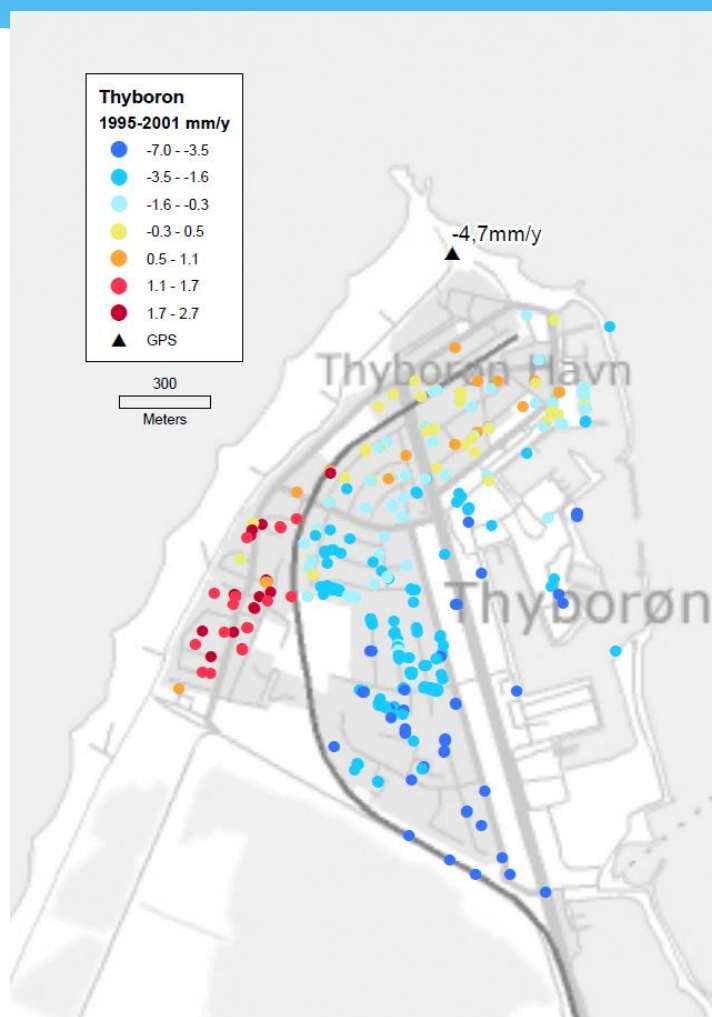 Thyboron
1995-2001 mm/y
-7.0 - -3.5
-3.5 - -1.6
-1.6 - -0.3
-0.3 - 0.5
0.5 - 1.1
1.1 - 1.7
1.7 - 2.7
GPS
300
Meters
-4,7mm/y
Thyborøn Havn
Thyborøn